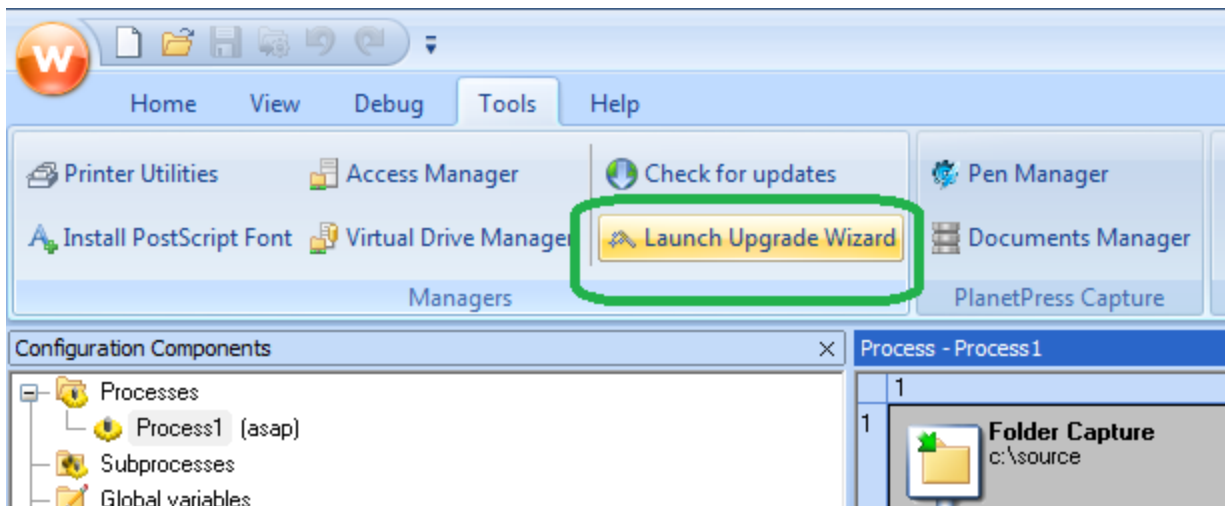 W
Home View Debug Tools Help
Printer Utilities Access Manager Check for updates Pen Manager
Install PostScript Font Virtual Drive Manager Launch Upgrade Wizard Documents Manager
Managers PlanetPress Capture
Configuration Components Process - Process1
Processes 1
Process1 (asap) 1 Folder Capture
Subprocesses c:\source
Global variables